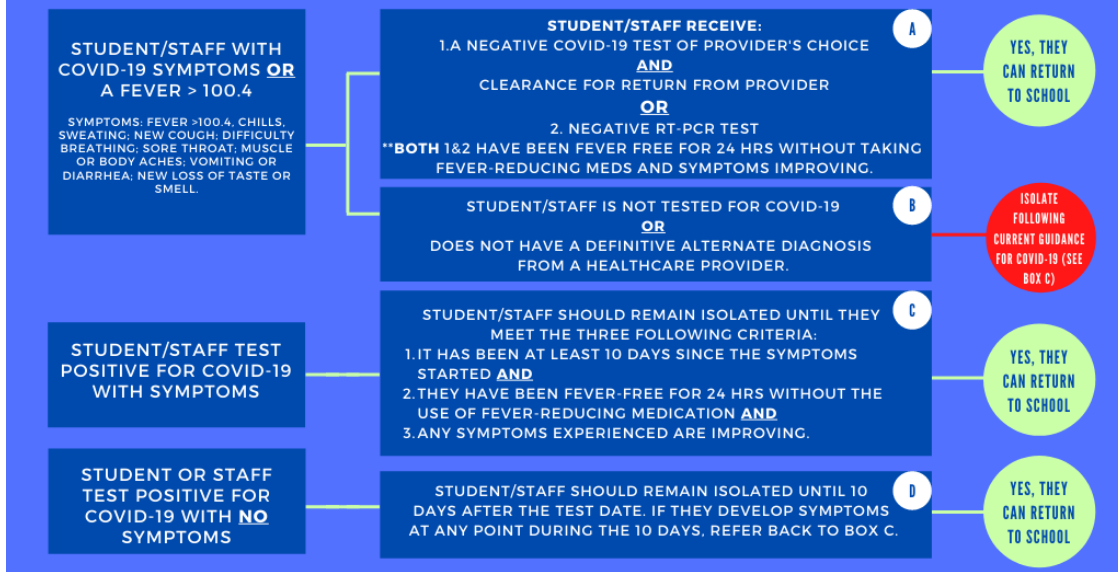 STUDENT/STAFF WITH
COVID-19 SYMPTOMS OR
A FEVER > 100.4
SYMPTOMS: FEVER >100.4, CHILLS,
SWEATING; NEW COUGH; DIFFICULTY
BREATHING; SORE THROAT; MUSCLE
OR BODY ACHES; VOMITING OR
DIARRHEA; NEW LOSS OF TASTE OR
SMELL.
STUDENT/STAFF RECEIVE:
1.A NEGATIVE COVID-19 TEST OF PROVIDER'S CHOICE
AND
CLEARANCE FOR RETURN FROM PROVIDER
OR
2. NEGATIVE RT-PCR TEST
**BOTH 1&2 HAVE BEEN FEVER FREE FOR 24 HRS WITHOUT TAKING
FEVER-REDUCING MEDS AND SYMPTOMS IMPROVING.
A
YES, THEY
CAN RETURN
TO SCHOOL
STUDENT/STAFF IS NOT TESTED FOR COVID-19
OR
DOES NOT HAVE A DEFINITIVE ALTERNATE DIAGNOSIS
FROM A HEALTHCARE PROVIDER.
B
ISOLATE
FOLLOWING
CURRENT GUIDANCE
FOR COVID-19 (SEE
BOX C)
STUDENT/STAFF TEST
POSITIVE FOR COVID-19
WITH SYMPTOMS
STUDENT/STAFF SHOULD REMAIN ISOLATED UNTIL THEY
MEET THE THREE FOLLOWING CRITERIA:
1.IT HAS BEEN AT LEAST 10 DAYS SINCE THE SYMPTOMS
STARTED AND
2.THEY HAVE BEEN FEVER-FREE FOR 24 HRS WITHOUT THE
USE OF FEVER-REDUCING MEDICATION AND
3.ANY SYMPTOMS EXPERIENCED ARE IMPROVING.
C
YES, THEY
CAN RETURN
TO SCHOOL
STUDENT OR STAFF
TEST POSITIVE FOR
COVID-19 WITH NO
SYMPTOMS
STUDENT/STAFF SHOULD REMAIN ISOLATED UNTIL 10
DAYS AFTER THE TEST DATE. IF THEY DEVELOP SYMPTOMS
AT ANY POINT DURING THE 10 DAYS, REFER BACK TO BOX C.
D
YES, THEY
CAN RETURN
TO SCHOOL